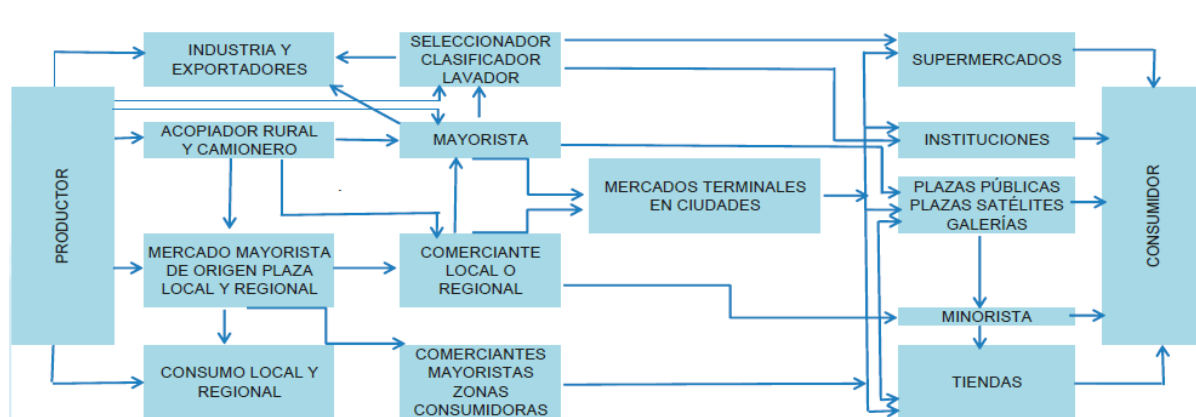 INDUSTRIA Y
EXPORTADORES
SELECCIONADOR
CLASIFICADOR
LAVADOR
SUPERMERCADOS
PRODUCTOR
ACOPIADOR RURAL
Y CAMIONERO
MAYORISTA
INSTITUCIONES
MERCADOS TERMINALES
EN CIUDADES
PLAZAS PÚBLICAS
PLAZAS SATÉLITES
GALERÍAS
CONSUMIDOR
MERCADO MAYORISTA
DE ORIGEN PLAZA
LOCAL Y REGIONAL
COMERCIANTE
LOCAL O
REGIONAL
MINORISTA
CONSUMO LOCAL Y
REGIONAL
COMERCIANTES
MAYORISTAS
ZONAS
CONSUMIDORAS
TIENDAS